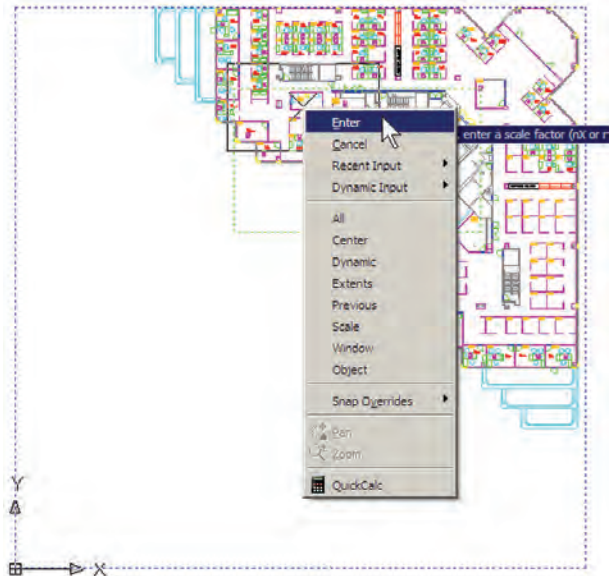 Enter
enter a scale factor (nX or
Cancel
Recent Input
Dynamic Input
All
Center
Dynamic
Extents
Previous
Scale
Window
Object
Snap Overrides
Pan
Zoom
QuickCalc
Y
X